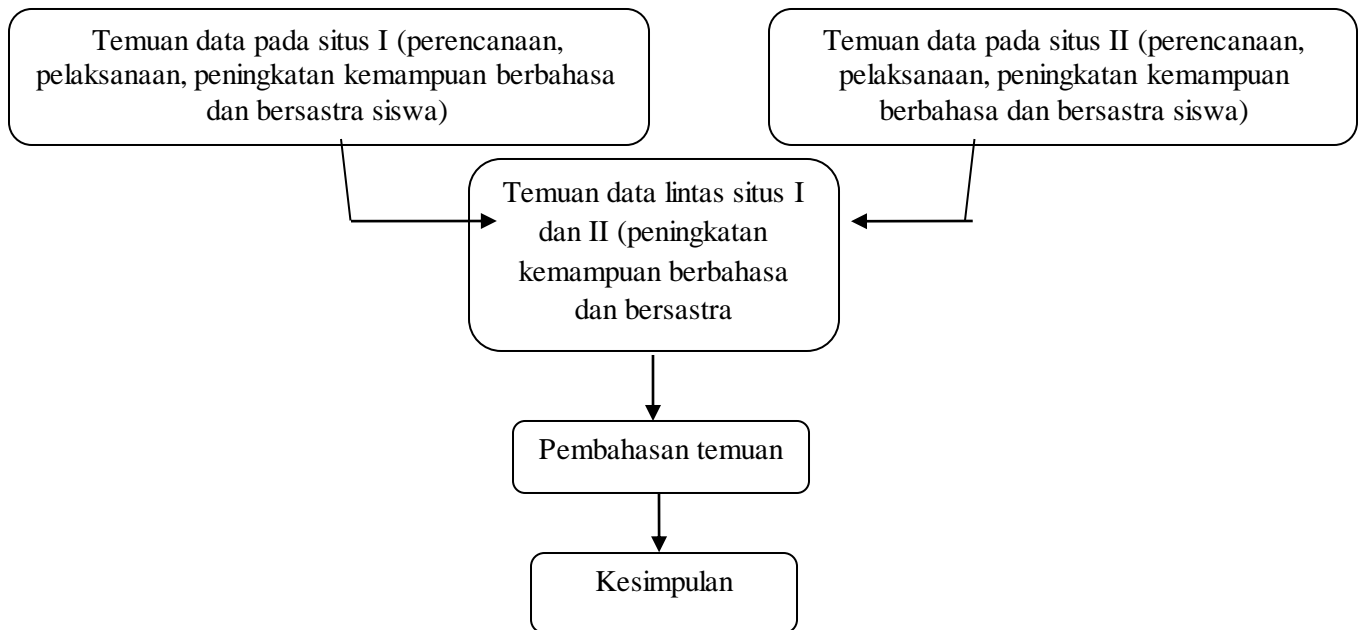 Temuan data pada situs I (perencanaan,
pelaksanaan, peningkatan kemampuan berbahasa
dan bersastra siswa)
Temuan data pada situs II (perencanaan,
pelaksanaan, peningkatan kemampuan
berbahasa dan bersastra siswa)
Temuan data lintas situs I
dan II (peningkatan
kemampuan berbahasa
dan bersastra
Pembahasan temuan
Kesimpulan